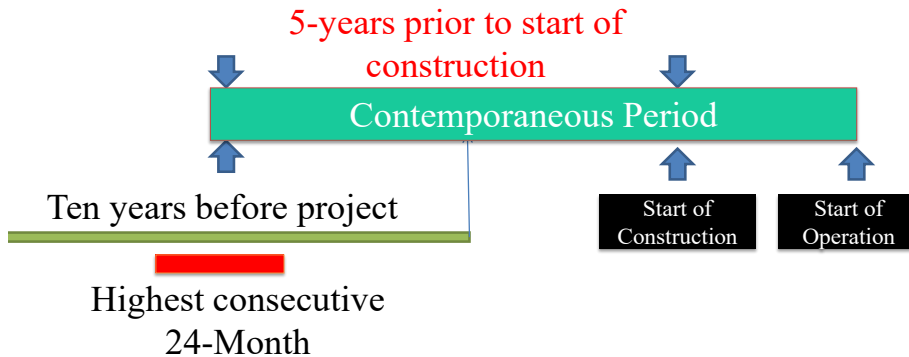 5-years prior to start of
construction
Contemporaneous Period
Ten years before project
Start of
Construction
Start of
Operation
Highest consecutive
24-Month